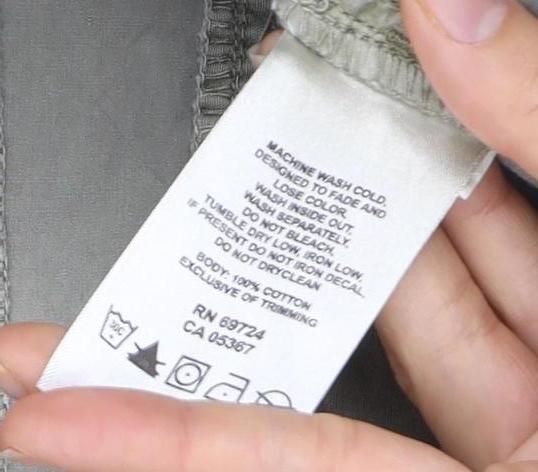 MACHINE WASH COLD,
DESIGNED TO FADE AND
LOSE COLOR.
WASH INSIDE OUT,
WASH SEPARATELY.
DO NOT BLEACH.
TUMBLE DRY LOW, IRON LOW,
IF PRESENT DO NOT IRON DECAL,
DO NOT DRYCLEAN
BODY: 100% COTTON
EXCLUSIVE OF TRIMMING
RN 69724
CA 05367
30C